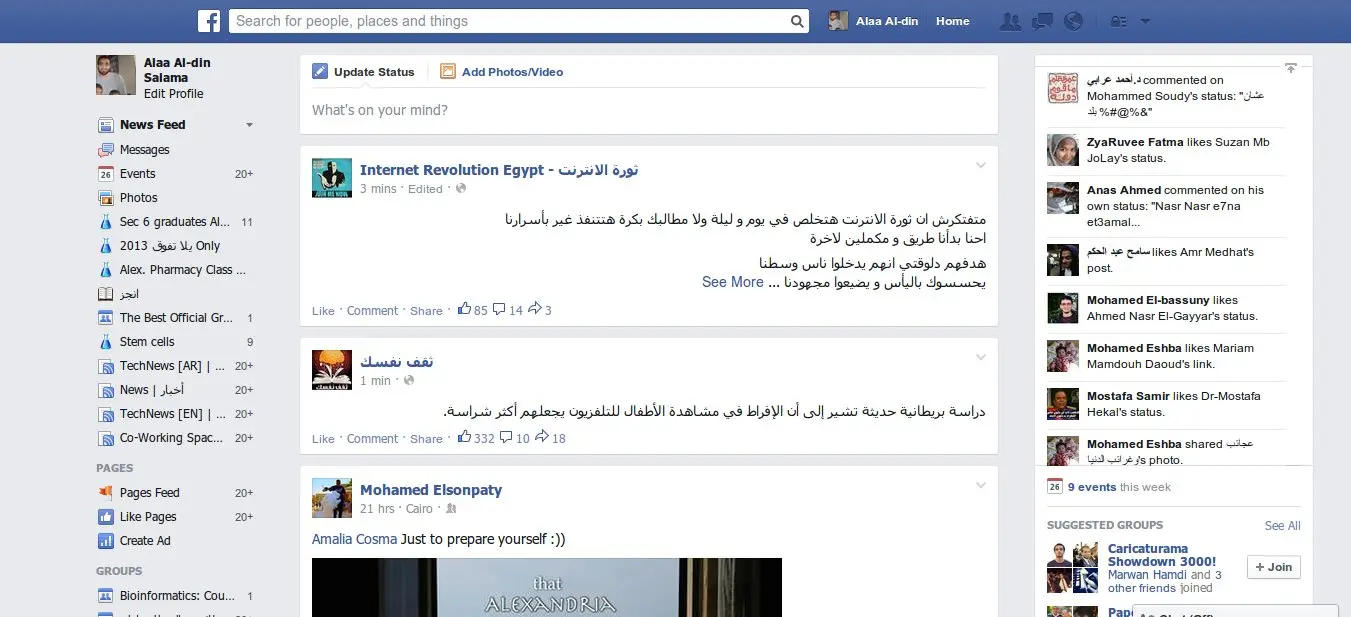 Search for people, places and things
Alaa Al-din
Home
Alaa Al-din
Salama
Edit Profile
News Feed
Messages
Events 20+
Photos
Sec 6 graduates Al... 11
2013 يلا تفوق Only
Alex. Pharmacy Class ...
انجز
The Best Official Gr... 1
Stem cells 9
TechNews [AR] | ... 20+
News | أخبار 20+
TechNews [EN] | ... 20+
Co-Working Spac... 20+
PAGES
Pages Feed 20+
Like Pages 20+
Create Ad
GROUPS
Bioinformatics: Cou... 1
Update Status
Add Photos/Video
What's on your mind?
Internet Revolution Egypt - ثورة الانترنت
3 mins · Edited ·
متفتكرش ان ثورة الانترنت هتخلص في يوم و ليلة ولا مطالبك بكرة هتتنفذ غير بأسرارنا
احنا بدأنا طريق و مكملين لاخرة
هدفهم دلوقتي انهم يدخلوا ناس وسطنا
يحسسوك باليأس و يضيعوا مجهودنا ... See More
Like · Comment · Share · 85 14 3
ثقف نفسك
1 min ·
دراسة بريطانية حديثة تشير إلى أن الإفراط في مشاهدة الأطفال للتلفزيون يجعلهم أكثر شراسة.
Like · Comment · Share · 332 10 18
Mohamed Elsonpaty
21 hrs · Cairo ·
Amalia Cosma Just to prepare yourself :))
that
ALEXANDRIA
د.أحمد عرابي commented on
Mohammed Soudy's status: "عشان
بلد %#@%&"
ZyaRuvee Fatma likes Suzan Mb
JoLay's status.
Anas Ahmed commented on his
own status: "Nasr Nasr e7na
et3amal...
سامح عبد الحكم likes Amr Medhat's
post.
Mohamed El-bassuny likes
Ahmed Nasr El-Gayyar's status.
Mohamed Eshba likes Mariam
Mamdouh Daoud's link.
Mostafa Samir likes Dr-Mostafa
Hekal's status.
Mohamed Eshba shared عجائب
وغرائب الدنيا's photo.
26 9 events this week
SUGGESTED GROUPS See All
Caricaturama
Showdown 3000!
Marwan Hamdi and 3
other friends joined
+ Join